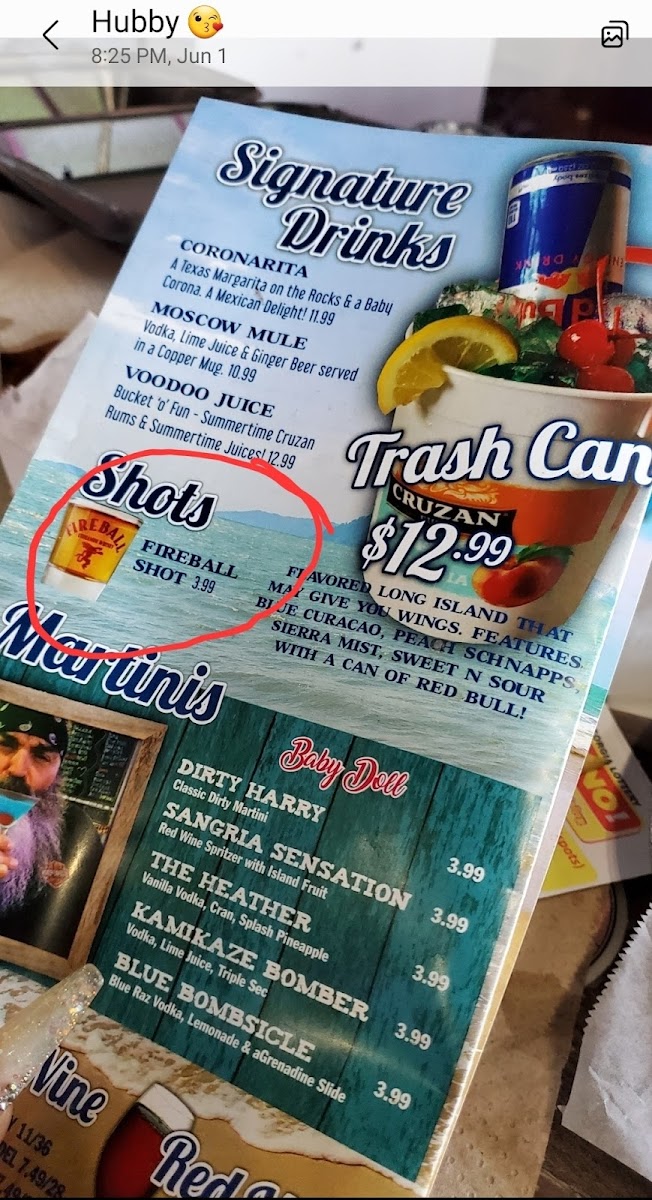 Hubby 😘
8:25 PM, Jun 1
Signature
Drinks
CORONARITA
A Texas Margarita on the Rocks & a Baby
Corona. A Mexican Delight! 11.99
MOSCOW MULE
Vodka, Lime Juice & Ginger Beer served
in a Copper Mug. 10.99
VOODOO JUICE
Bucket 'o' Fun - Summertime Cruzan
Rums & Summertime Juices! 12.99
Trash Can
CRUZAN
$12.99
FLAVORED LONG ISLAND THAT
MAY GIVE YOU WINGS. FEATURES
BLUE CURACAO, PEACH SCHNAPPS,
SIERRA MIST, SWEET N SOUR
WITH A CAN OF RED BULL!
Shots
FIREBALL
FIREBALL
SHOT 3.99
Martinis
Baby Doll
DIRTY HARRY
Classic Dirty Martini
3.99
SANGRIA SENSATION
Red Wine Spritzer with Island Fruit
3.99
THE HEATHER
Vanilla Vodka, Cran, Splash Pineapple
3.99
KAMIKAZE BOMBER
Vodka, Lime Juice, Triple Sec
3.99
BLUE BOMBSICLE
Blue Raz Vodka, Lemonade & aGrenadine Slide
3.99
Wine
11/36
7.49/28
Red